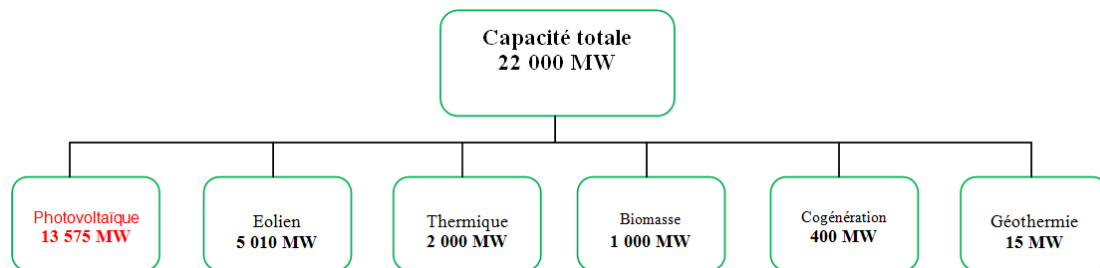 Capacité totale
22 000 MW
Photovoltaïque
13 575 MW
Eolien
5 010 MW
Thermique
2 000 MW
Biomasse
1 000 MW
Cogénération
400 MW
Géothermie
15 MW